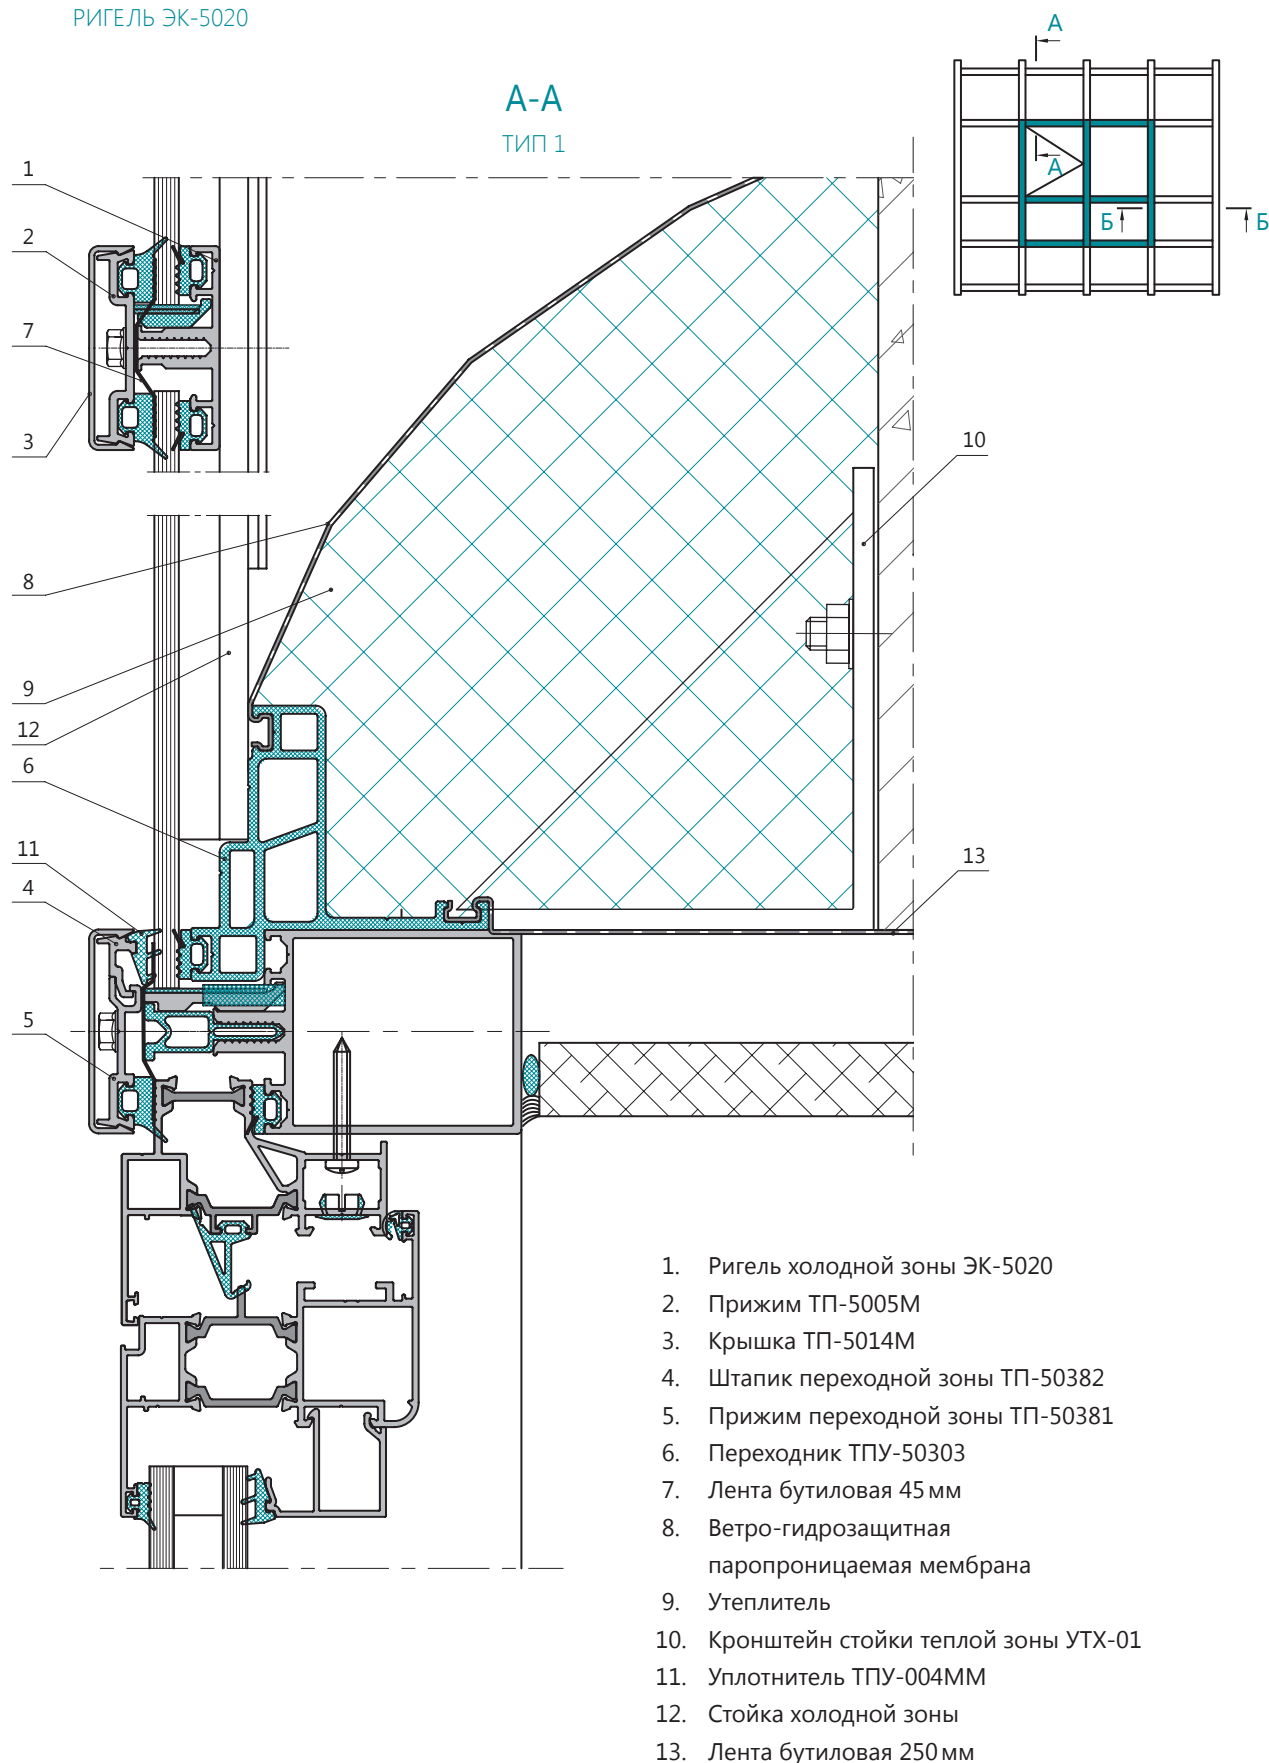 РИГЕЛЬ ЭК-5020
А
А-А
ТИП 1
А
Б
Б
1
2
7
3
10
8
9
12
6
11
4
13
5
1. Ригель холодной зоны ЭК-5020
2. Прижим ТП-5005М
3. Крышка ТП-5014М
4. Штапик переходной зоны ТП-50382
5. Прижим переходной зоны ТП-50381
6. Переходник ТПУ-50303
7. Лента бутиловая 45 мм
8. Ветро-гидрозащитная
паропроницаемая мембрана
9. Утеплитель
10. Кронштейн стойки теплой зоны УТХ-01
11. Уплотнитель ТПУ-004ММ
12. Стойка холодной зоны
13. Лента бутиловая 250 мм